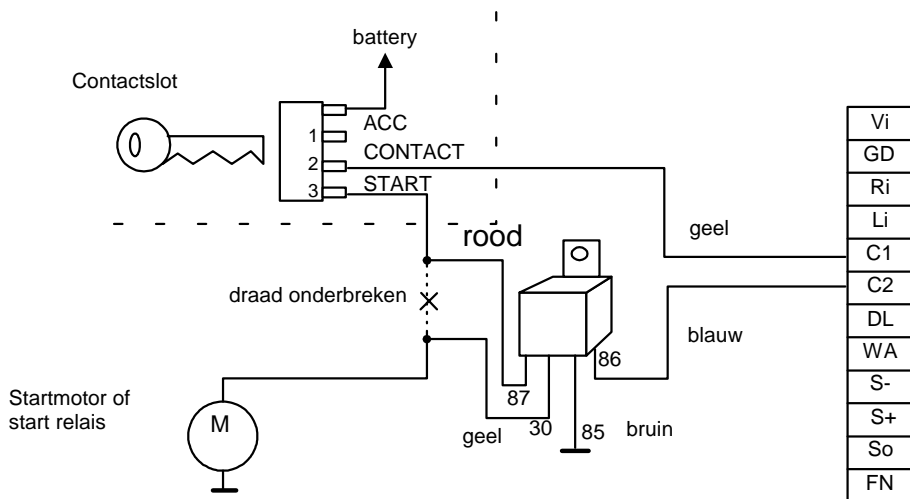 battery
Contactslot
ACC
1
CONTACT
2
START
3
rood
geel
draad onderbreken
blauw
86
87
30
85
geel
bruin
Startmotor of
start relais
M
Vi
GD
Ri
Li
C1
C2
DL
WA
S-
S+
So
FN